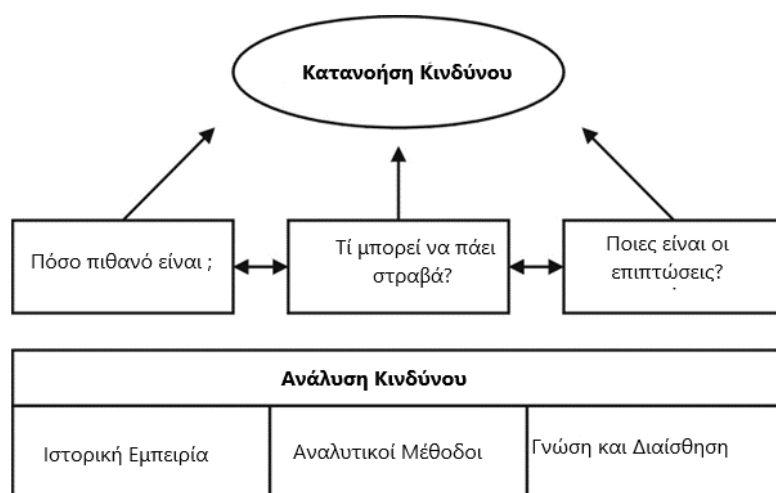 Κατανοήση Κινδύνου
Πόσο πιθανό είναι ;
Τί μπορεί να πάει
στραβά?
Ποιες είναι οι
επιπτώσεις?
Ανάλυση Κινδύνου
Ιστορική Εμπειρία
Αναλυτικοί Μέθοδοι
Γνώση και Διαίσθηση